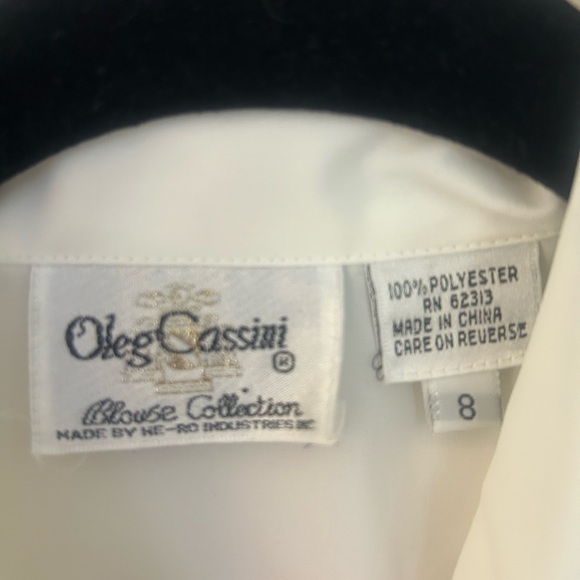 Oleg Cassini ®
Blouse Collection
MADE BY HE-RO INDUSTRIES INC
100% POLYESTER
RN 62313
MADE IN CHINA
CARE ON REVERSE
8